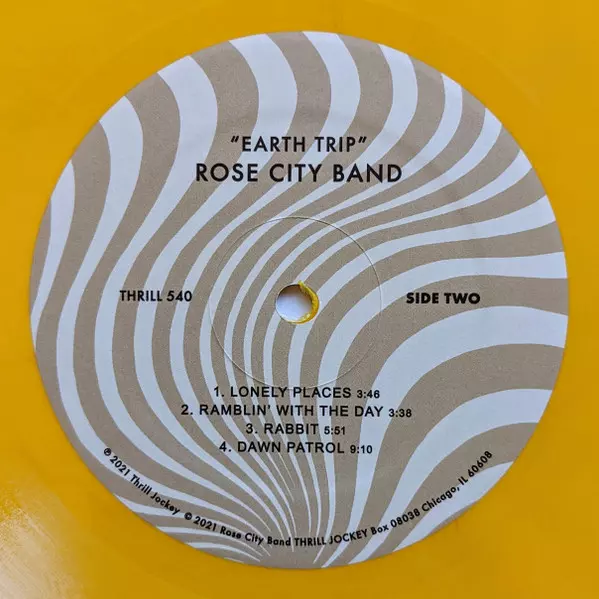 "EARTH TRIP"
ROSE CITY BAND
THRILL 540
SIDE TWO
1. LONELY PLACES 3:46
2. RAMBLIN' WITH THE DAY 3:38
3. RABBIT 5:51
4. DAWN PATROL 9:10
℗ 2021 Thrill Jockey © 2021 Rose City Band THRILL JOCKEY Box 08038 Chicago, IL 60608